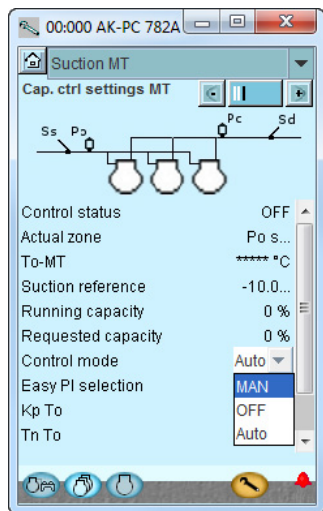 00:000 AK-PC 782A
Suction MT
Cap. ctrl settings MT
Pc Sd
Ss Po
Control status OFF
Actual zone Po s...
To-MT ***** °C
Suction reference -10.0...
Running capacity 0 %
Requested capacity 0 %
Control mode Auto
Easy PI selection MAN
Kp To OFF
Tn To Auto